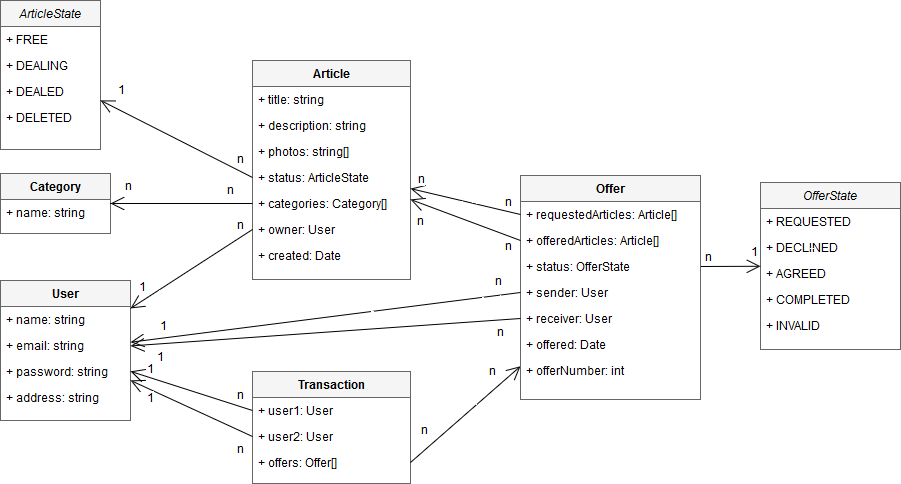 ArticleState
+ FREE
+ DEALING
+ DEALED
+ DELETED
1
n
Article
+ title: string
+ description: string
+ photos: string[]
+ status: ArticleState
+ categories: Category[]
+ owner: User
+ created: Date
Category
+ name: string
n
n
n
1
User
+ name: string
+ email: string
+ password: string
+ address: string
n
n
n
n
Offer
+ requestedArticles: Article[]
+ offeredArticles: Article[]
+ status: OfferState
+ sender: User
+ receiver: User
+ offered: Date
+ offerNumber: int
n
1
OfferState
+ REQUESTED
+ DECLINED
+ AGREED
+ COMPLETED
+ INVALID
n
1
n
1
Transaction
+ user1: User
+ user2: User
+ offers: Offer[]
1
n
1
n
n
n